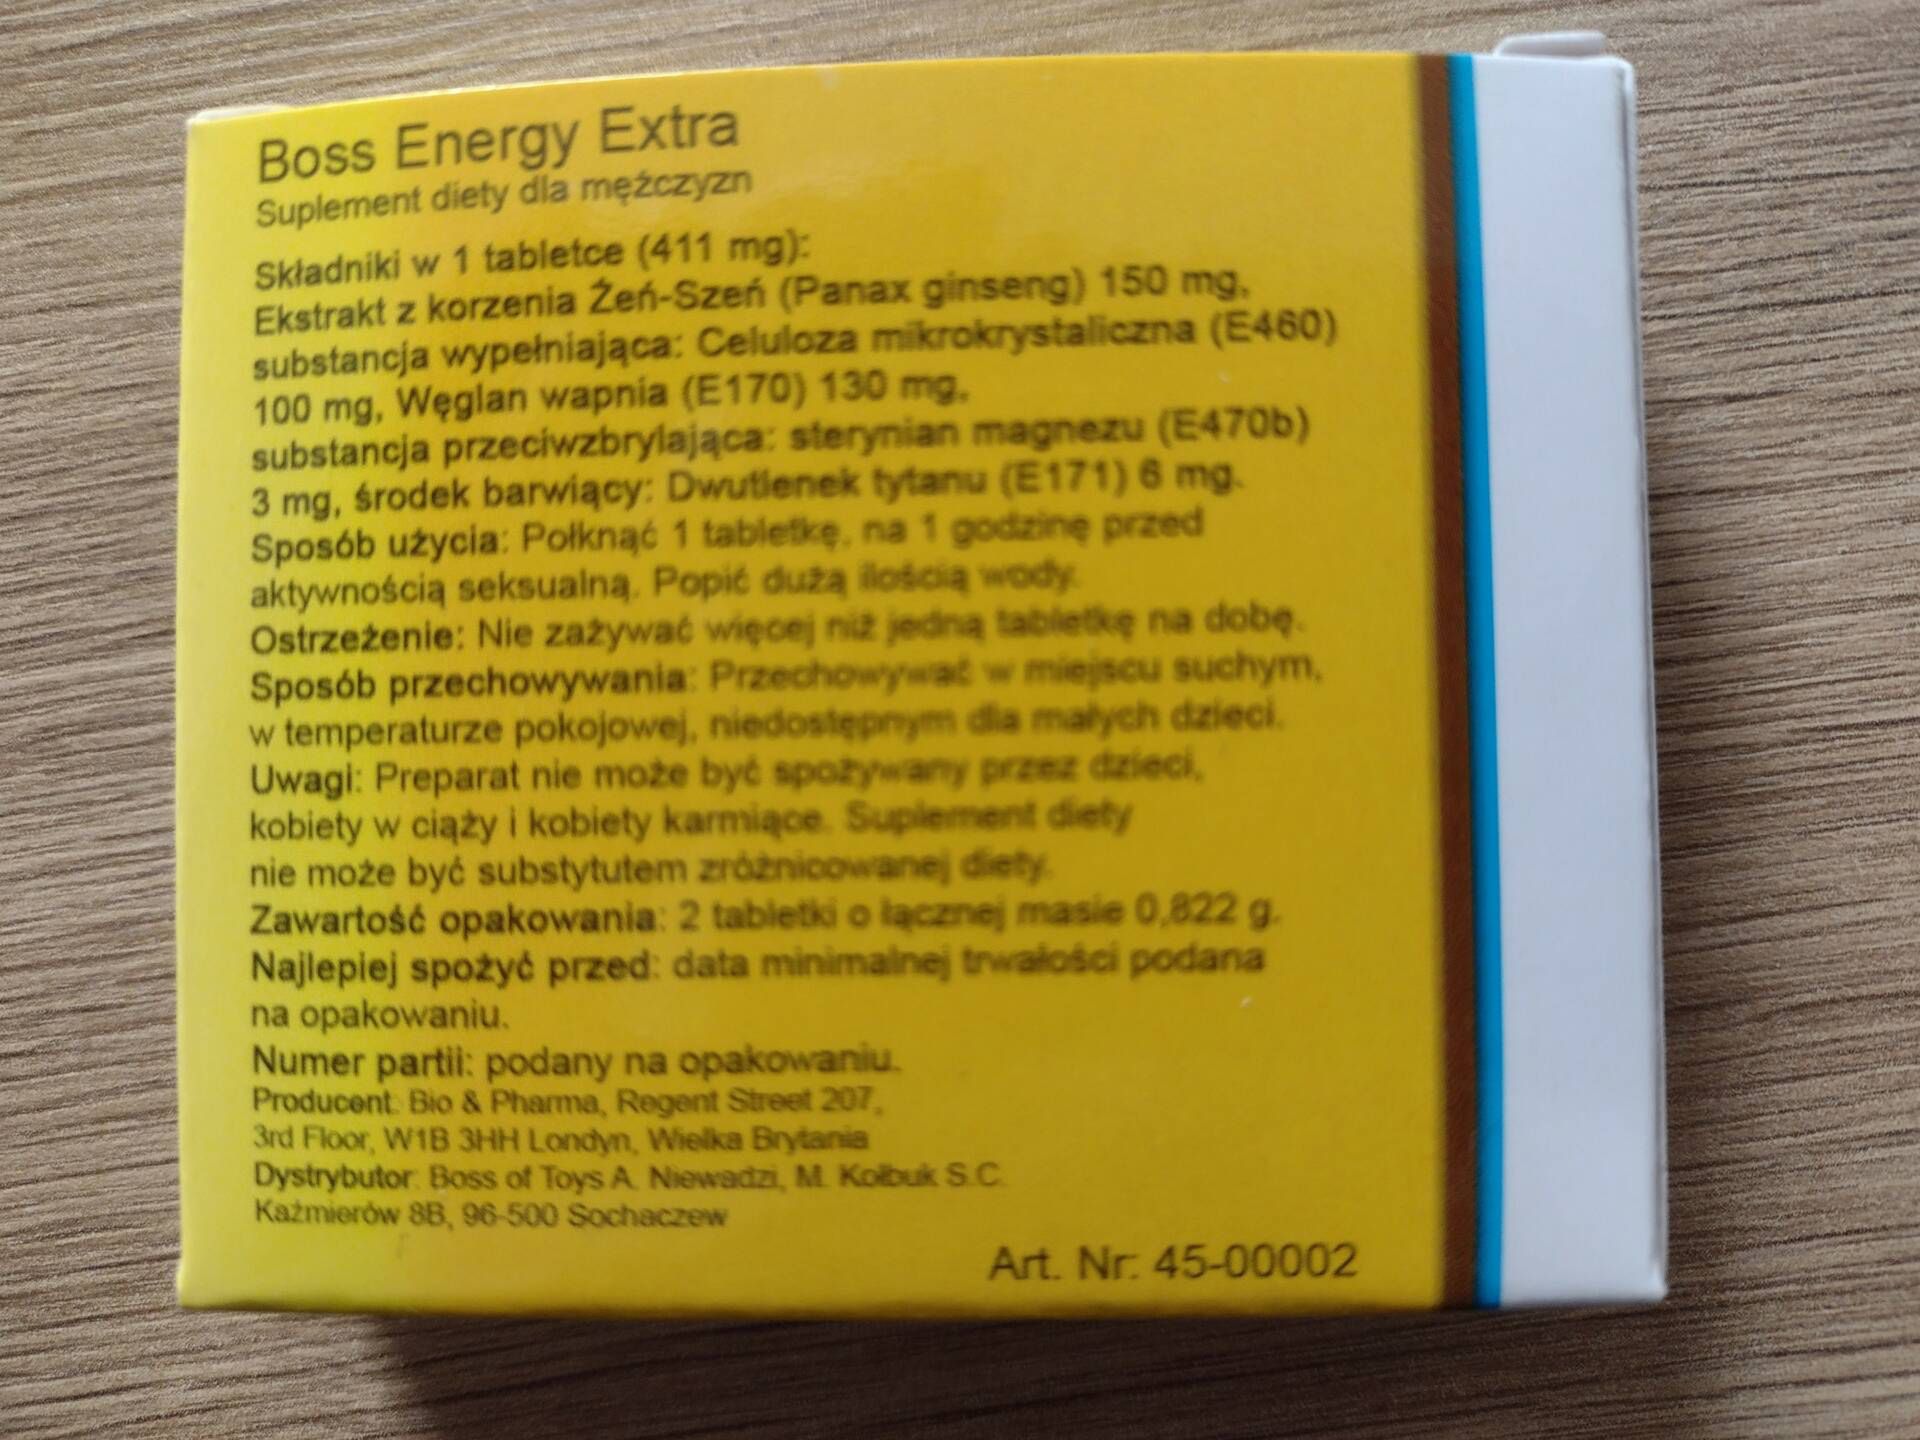 Boss Energy Extra
Suplement diety dla mężczyzn
Składniki w 1 tabletce (411 mg):
Ekstrakt z korzenia Żeń-Szeń (Panax ginseng) 150 mg,
substancja wypełniająca: Celuloza mikrokrystaliczna (E460)
100 mg, Węglan wapnia (E170) 130 mg,
substancja przeciwzbrylająca: sterynian magnezu (E470b)
3 mg, środek barwiący: Dwutlenek tytanu (E171) 6 mg.
Sposób użycia: Połknąć 1 tabletkę, na 1 godzinę przed
aktywnością seksualną. Popić dużą ilością wody.
Ostrzeżenie: Nie zażywać więcej niż jedną tabletkę na dobę.
Sposób przechowywania: Przechowywać w miejscu suchym,
w temperaturze pokojowej, niedostępnym dla małych dzieci.
Uwagi: Preparat nie może być spożywany przez dzieci,
kobiety w ciąży i kobiety karmiące. Suplement diety
nie może być substytutem zróżnicowanej diety.
Zawartość opakowania: 2 tabletki o łącznej masie 0,822 g.
Najlepiej spożyć przed: data minimalnej trwałości podana
na opakowaniu.
Numer partii: podany na opakowaniu.
Producent: Bio & Pharma, Regent Street 207,
3rd Floor, W1B 3HH Londyn, Wielka Brytania
Dystrybutor: Boss of Toys A. Niewadzi, M. Kołbuk S.C.
Kaźmierów 8B, 96-500 Sochaczew
Art. Nr: 45-00002